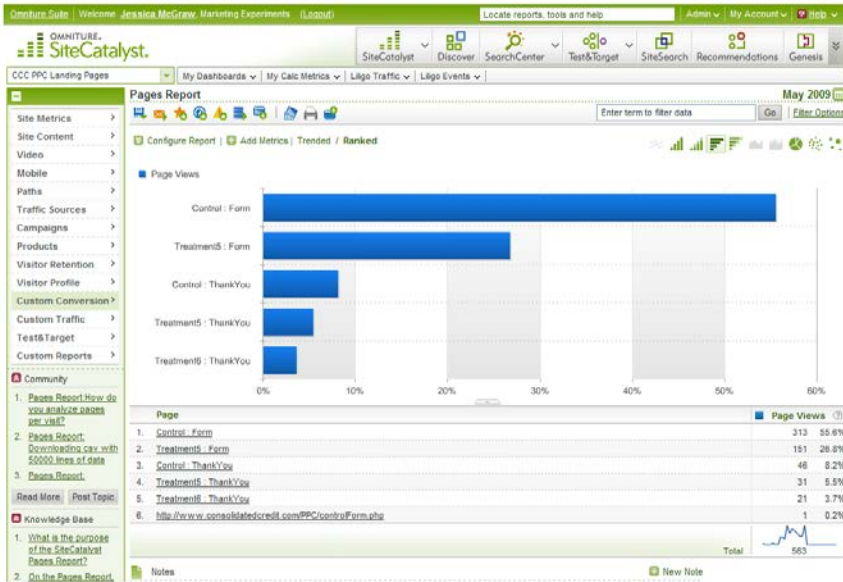 Omniture Suite Welcome Jessica McGraw, Marketing Experiments (Logout) Locate reports, tools and help Admin My Account Help
OMNITURE.
SiteCatalyst.
SiteCatalyst Discover SearchCenter Test&Target SiteSearch Recommendations Genesis
CCC PPC Landing Pages My Dashboards My Calc Metrics Liigo Traffic Liigo Events
Pages Report May 2009
Enter term to filter data Go Filter Options
Configure Report | Add Metrics | Trended / Ranked
Site Metrics
Site Content
Video
Mobile
Paths
Traffic Sources
Campaigns
Products
Visitor Retention
Visitor Profile
Custom Conversion
Custom Traffic
Test&Target
Custom Reports
Community
1. Pages Report:How do
you analyze pages
per visit?
2. Pages Report:
Downloading csv with
50000 lines of data
3. Pages Report.
Read More Post Topic
Knowledge Base
1. What is the purpose
of the SiteCatalyst
Pages Report?
2. On the Pages Report,
Page Views
Control : Form
Treatment5 : Form
Control : ThankYou
Treatment5 : ThankYou
Treatment6 : ThankYou
0% 10% 20% 30% 40% 50% 60%
Page Page Views
1. Control : Form 313 55.6%
2. Treatment5 : Form 151 26.8%
3. Control : ThankYou 46 8.2%
4. Treatment5 : ThankYou 31 5.5%
5. Treatment6 : ThankYou 21 3.7%
6. http://www.consolidatedcredit.com/PPC/controlForm.php 1 0.2%
Total 563
Notes New Note